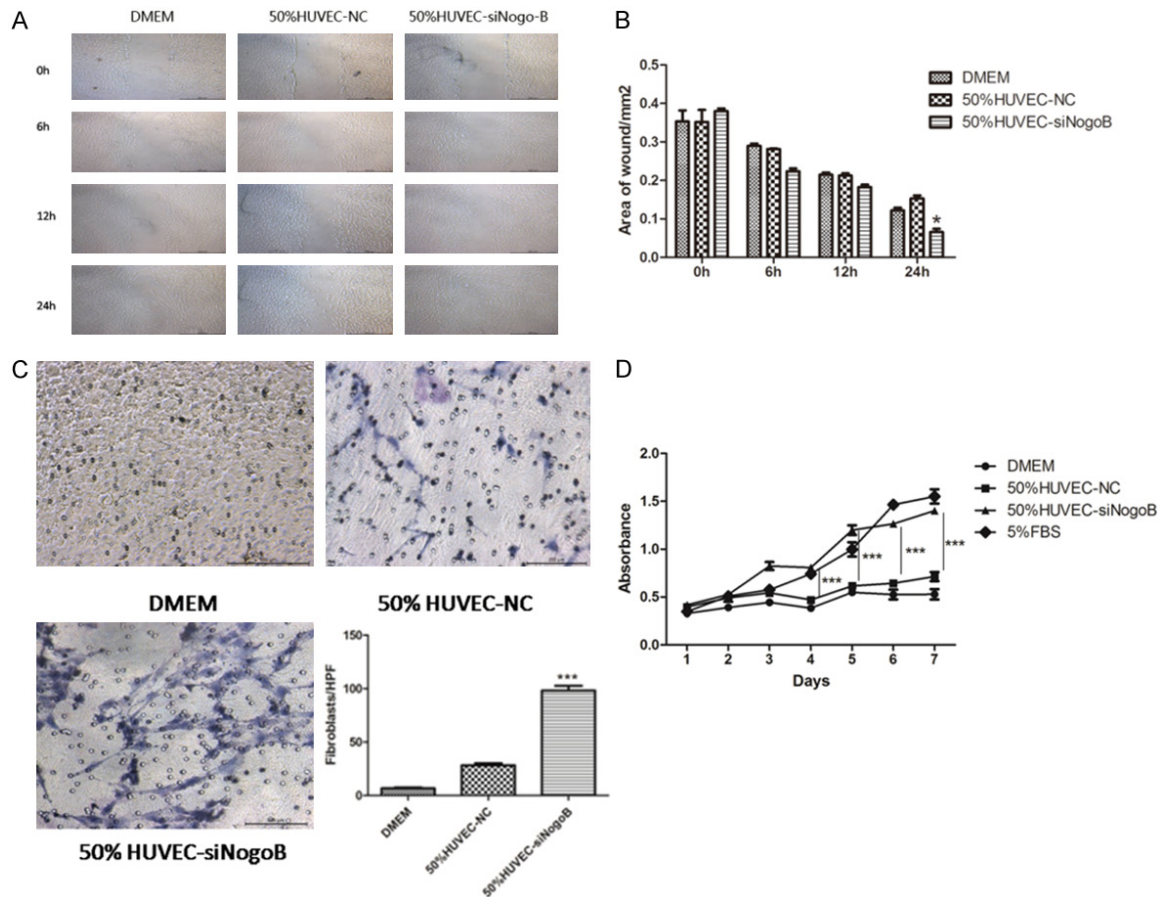 A
DMEM 50%HUVEC-NC 50%HUVEC-siNogo-B
0h
6h
12h
24h
B
Area of wound/mm2
0.5
0.4
0.3
0.2
0.1
0.0
*
0h 6h 12h 24h
DMEM
50%HUVEC-NC
50%HUVEC-siNogoB
C
DMEM
50% HUVEC-NC
50% HUVEC-siNogoB
Fibroblasts/HPF
150
100
50
0
***
DMEM
50%HUVEC-NC
50%HUVEC-siNogoB
D
Absorbance
2.0
1.5
1.0
0.5
0.0
*** *** *** ***
1 2 3 4 5 6 7
Days
DMEM
50%HUVEC-NC
50%HUVEC-siNogoB
5%FBS